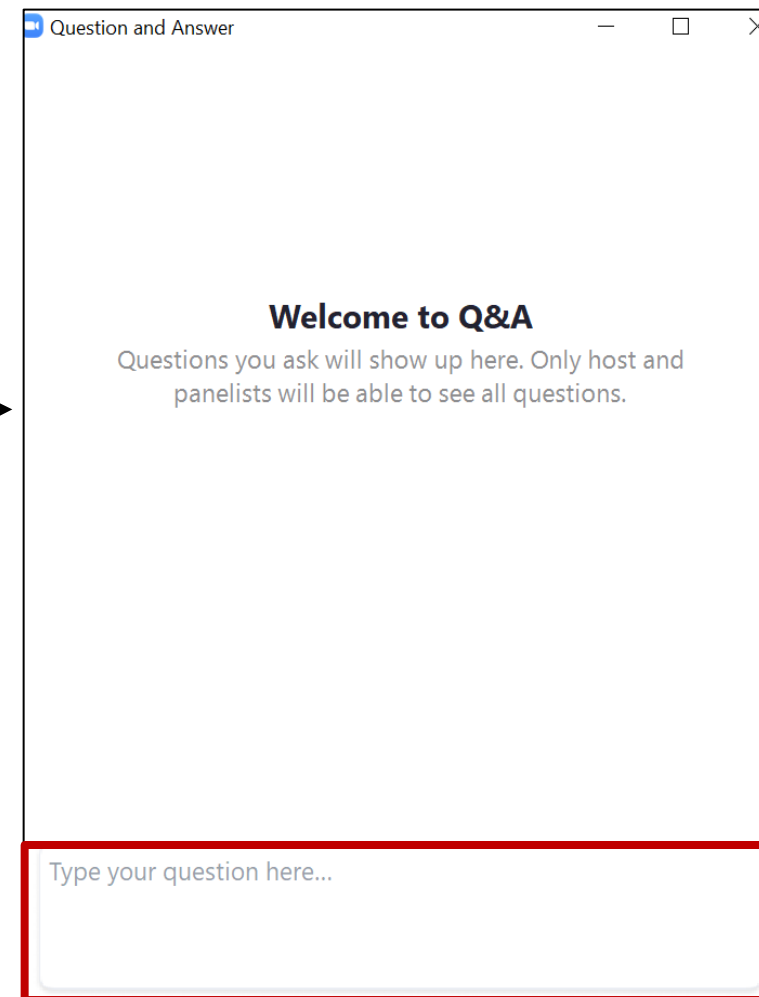 Question and Answer
Welcome to Q&A
Questions you ask will show up here. Only host and
panelists will be able to see all questions.
Type your question here...